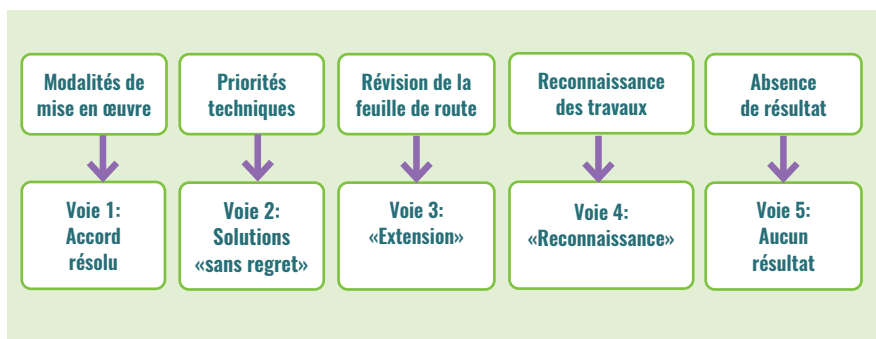 Modalités de
mise en œuvre
Priorités
techniques
Révision de la
feuille de route
Reconnaissance
des travaux
Absence
de résultat
Voie 1:
Accord
résolu
Voie 2:
Solutions
«sans regret»
Voie 3:
«Extension»
Voie 4:
«Reconnaissance»
Voie 5:
Aucun
résultat